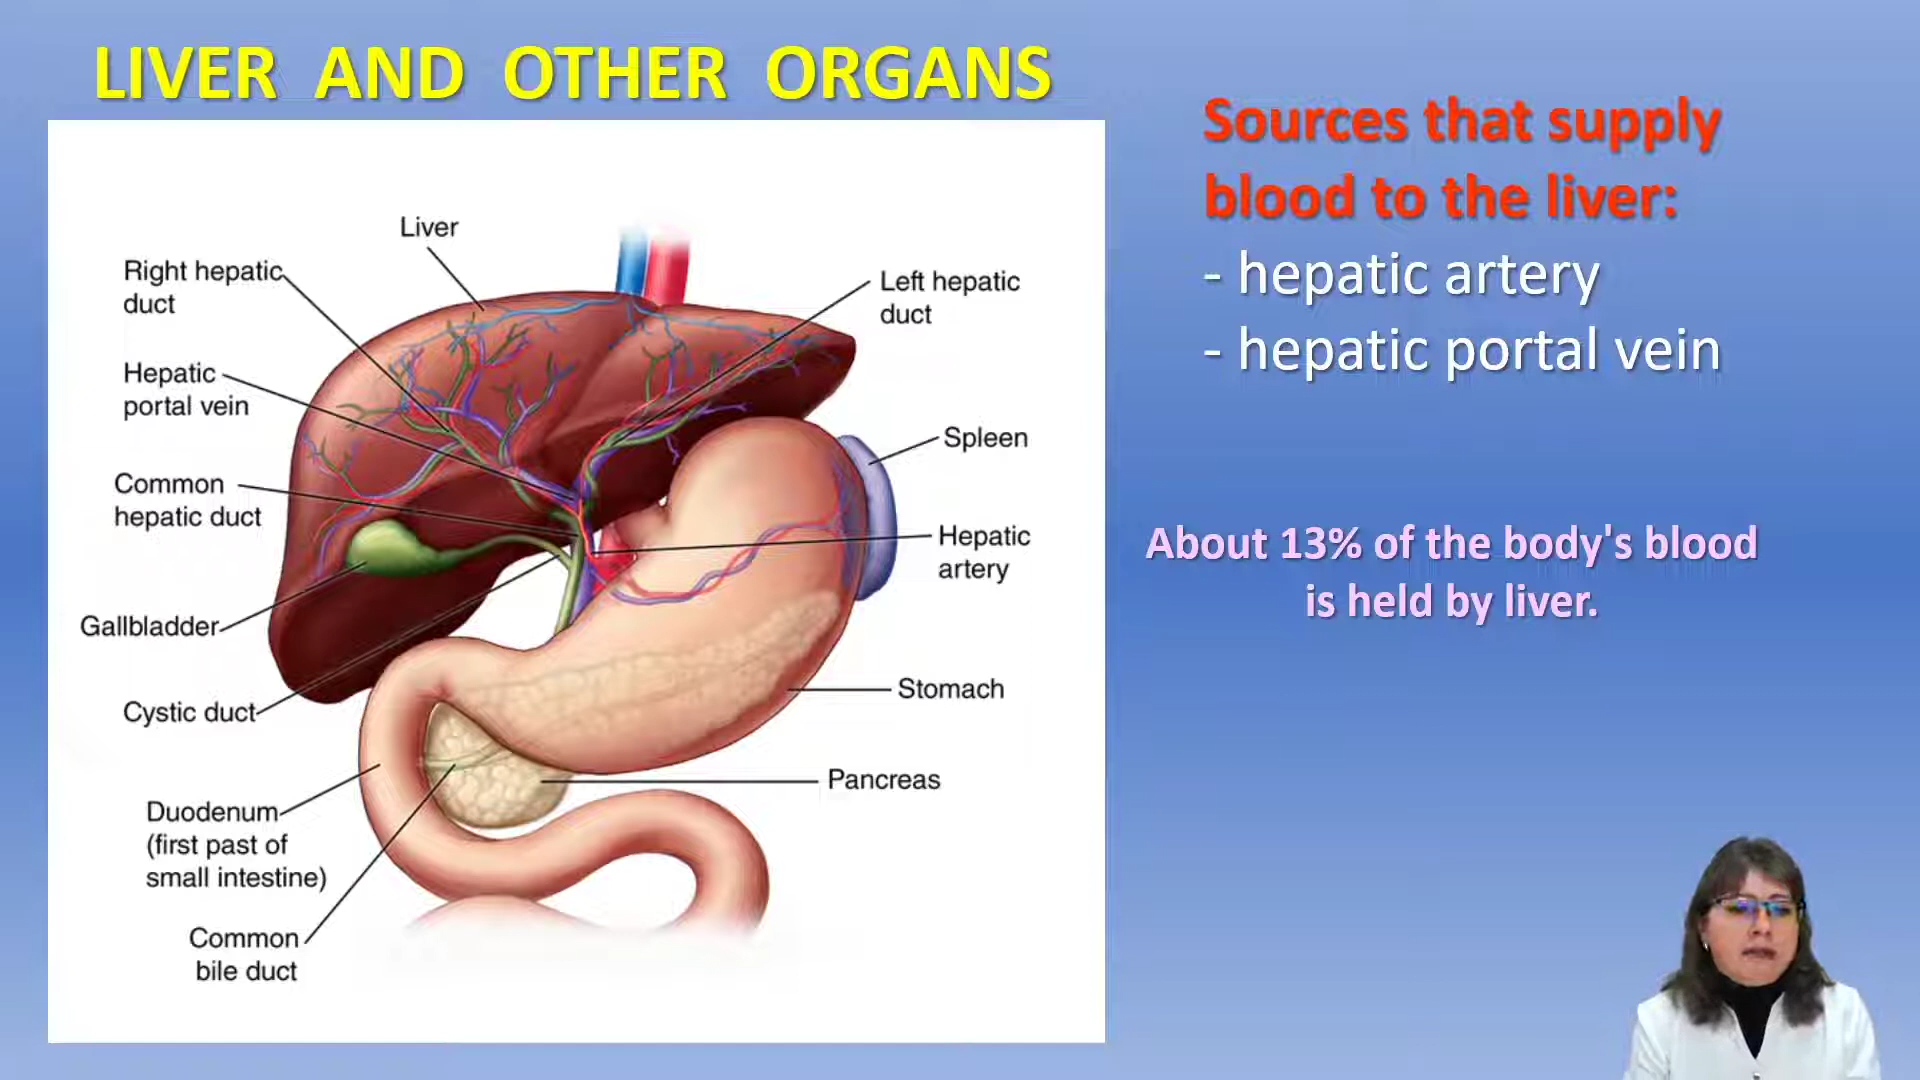 LIVER AND OTHER ORGANS
Sources that supply
blood to the liver:
- hepatic artery
- hepatic portal vein
About 13% of the body's blood
is held by liver.
Liver
Right hepatic
duct
Hepatic
portal vein
Common
hepatic duct
Gallbladder
Cystic duct
Duodenum
(first past of
small intestine)
Common
bile duct
Left hepatic
duct
Spleen
Hepatic
artery
Stomach
Pancreas